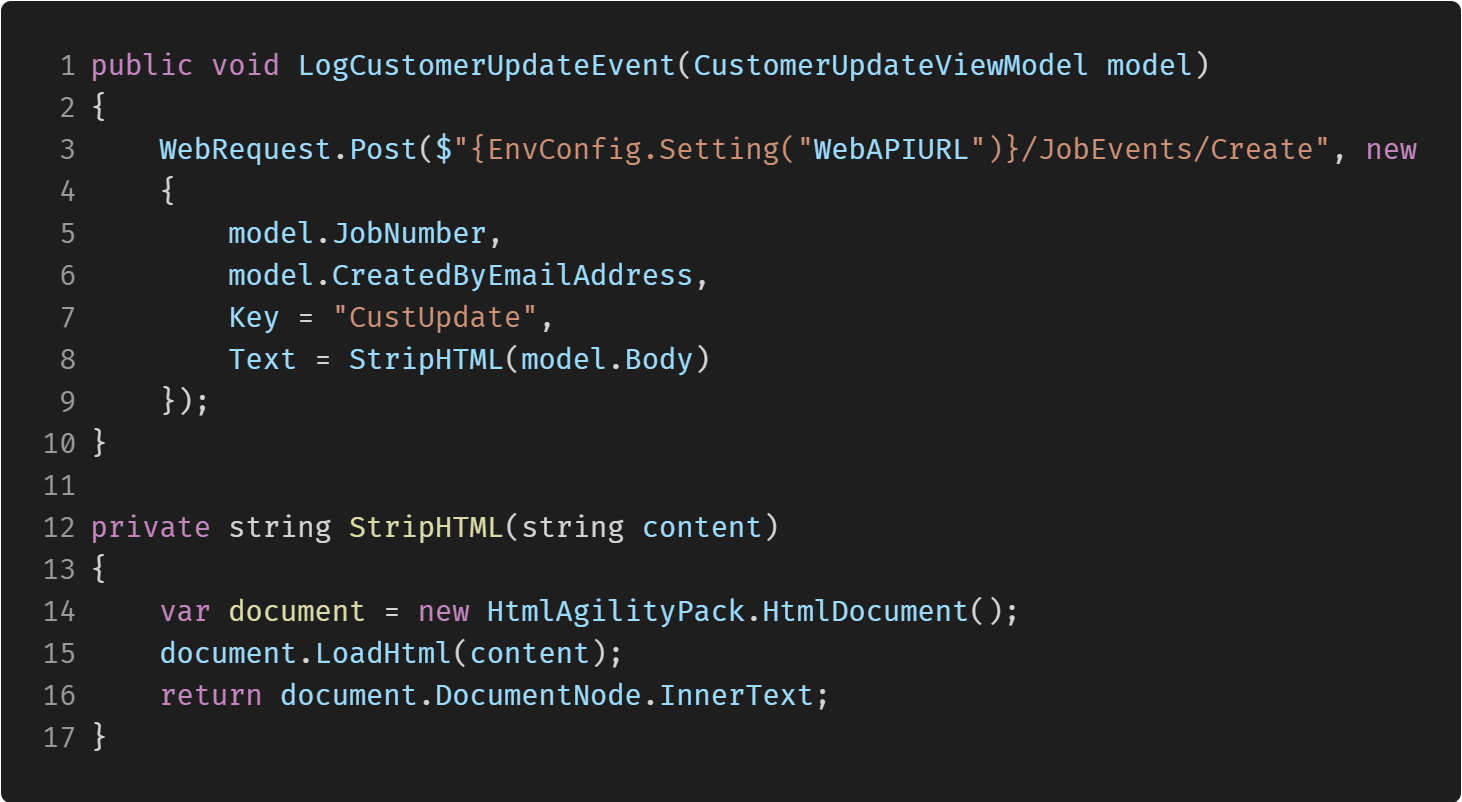 1 public void LogCustomerUpdateEvent(CustomerUpdateViewModel model)
2 {
3     WebRequest.Post($"{EnvConfig.Setting("WebAPIURL")}/JobEvents/Create", new
4     {
5         model.JobNumber,
6         model.CreatedByEmailAddress,
7         Key = "CustUpdate",
8         Text = StripHTML(model.Body)
9     });
10 }
11
12 private string StripHTML(string content)
13 {
14     var document = new HtmlAgilityPack.HtmlDocument();
15     document.LoadHtml(content);
16     return document.DocumentNode.InnerText;
17 }